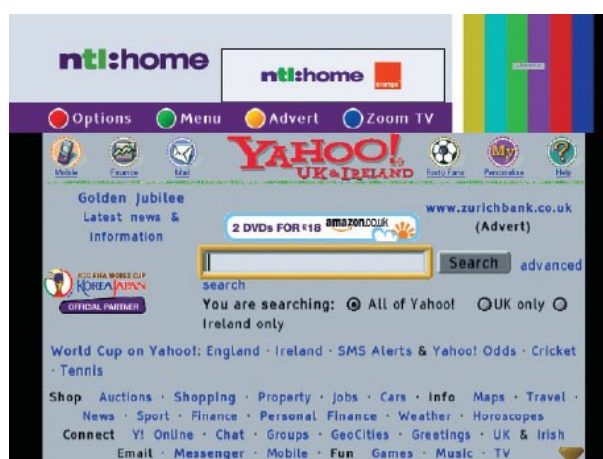 ntl:home
ntl:home
orange
Options Menu Advert Zoom TV
YAHOO!
UK & IRELAND
Mobile Finance Mail Footy Fans Personalise Help
Golden Jubilee
Latest news &
Information
2 DVDs FOR £18 amazon.co.uk
www.zurichbank.co.uk
(Advert)
Search advanced
search
FIFA WORLD CUP
KOREA JAPAN
OFFICIAL PARTNER
You are searching: All of Yahoo! UK only
Ireland only
World Cup on Yahoo!: England · Ireland · SMS Alerts & Yahoo! Odds · Cricket
· Tennis
Shop Auctions · Shopping · Property · Jobs · Cars · Info Maps · Travel ·
News · Sport · Finance · Personal Finance · Weather · Horoscopes
Connect Y! Online · Chat · Groups · GeoCities · Greetings · UK & Irish
Email · Messenger · Mobile · Fun Games · Music · TV